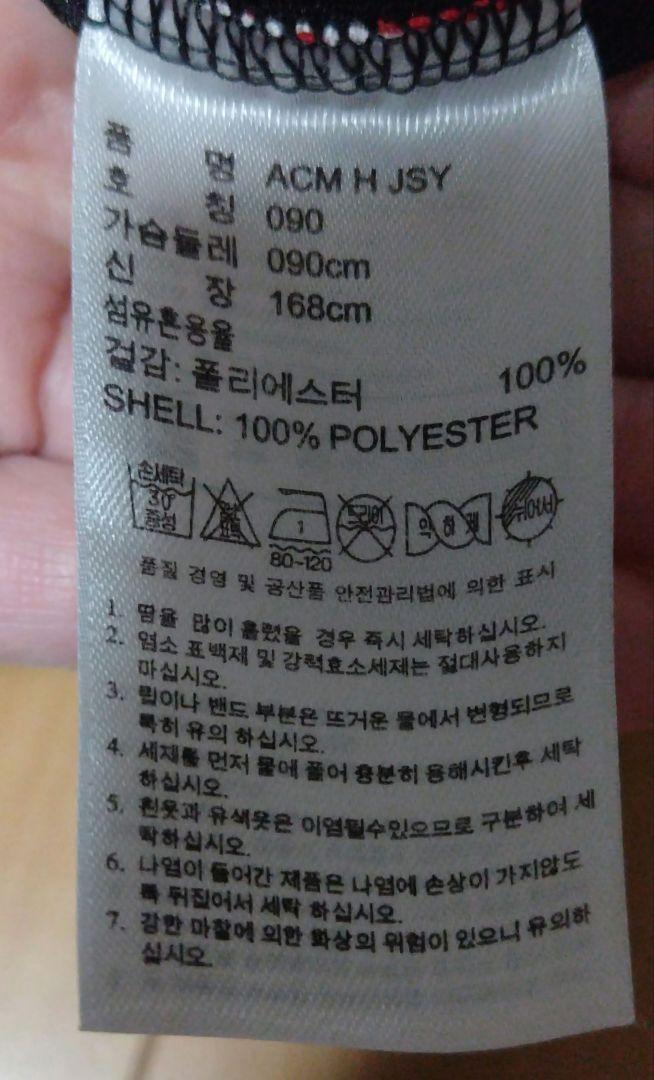 품 명 ACM H JSY
호 칭 090
가슴둘레 090cm
신 장 168cm
섬유혼용율
겉감: 폴리에스터 100%
SHELL: 100% POLYESTER
손세탁
30°
중성
1
80~120
드라이
약하게
뉘어서
품질 경영 및 공산품 안전관리법에 의한 표시
1. 땀을 많이 흘렸을 경우 즉시 세탁하십시오.
2. 염소 표백제 및 강력효소세제는 절대사용하지
마십시오.
3. 립이나 밴드 부분은 뜨거운 물에서 변형되므로
특히 유의 하십시오.
4. 세재를 먼저 물에 풀어 충분히 용해시킨후 세탁
하십시오.
5. 흰옷과 유색옷은 이염될수있으므로 구분하여 세
탁하십시오.
6. 나염이 들어간 제품은 나염에 손상이 가지않도
록 뒤집어서 세탁 하십시오.
7. 강한 마찰에 의한 화상의 위험이 있으니 유의하
십시오.